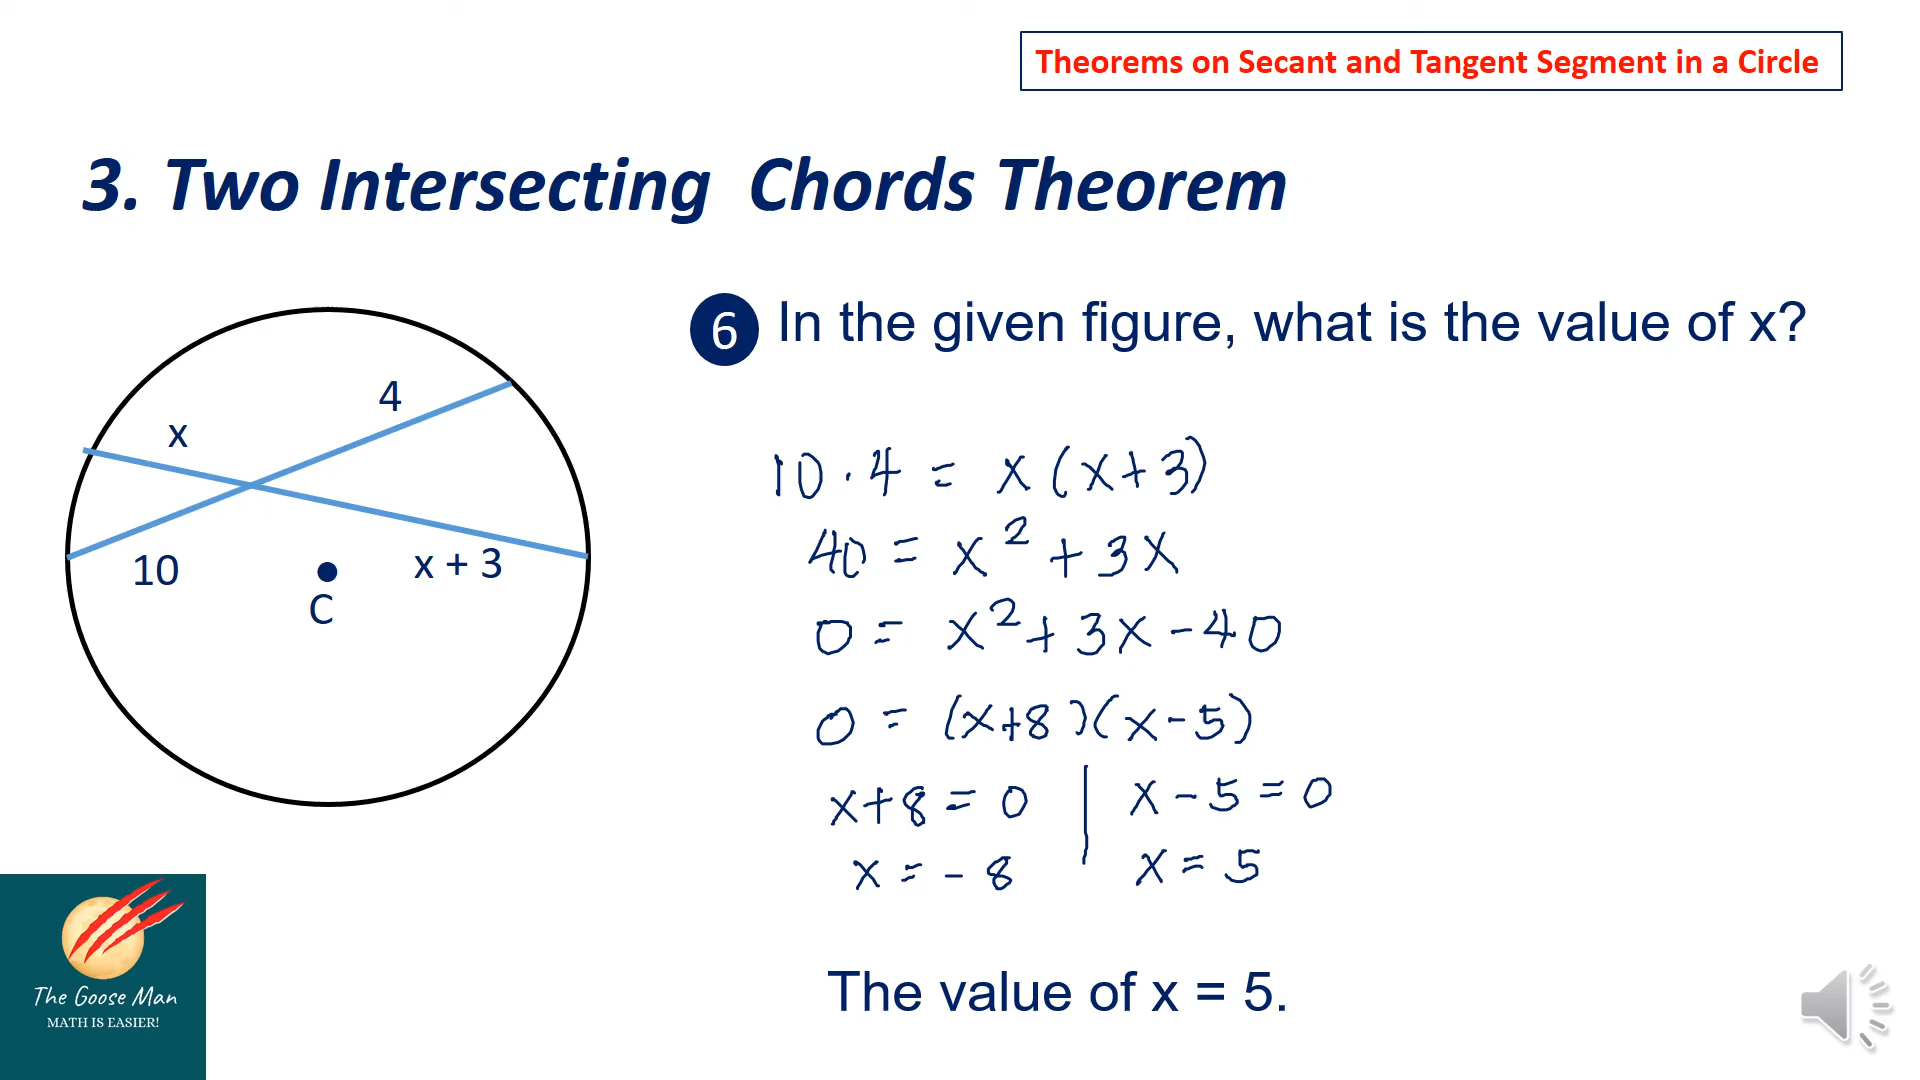 Theorems on Secant and Tangent Segment in a Circle
3. Two Intersecting Chords Theorem
6 In the given figure, what is the value of x?
4
x
10
x + 3
C
10 · 4 = x (x+3)
40 = x² + 3x
0 = x² + 3x - 40
0 = (x+8)(x-5)
x+8 = 0 | x - 5 = 0
x = - 8 | x = 5
The value of x = 5.
The Goose Man
MATH IS EASIER!